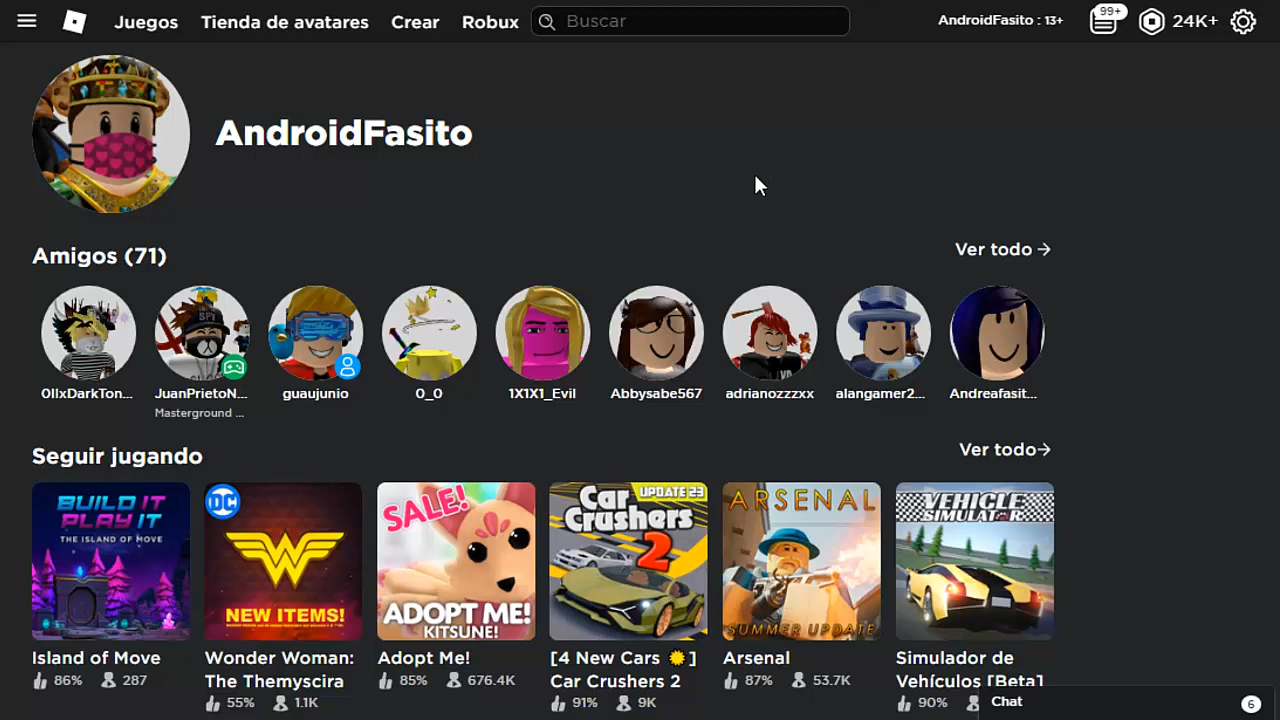 Juegos Tienda de avatares Crear Robux Buscar AndroidFasito : 13+ 99+ 24K+
AndroidFasito
Amigos (71) Ver todo →
0llxDarkTon... JuanPrietoN... guaujunio 0_0 1X1X1_Evil Abbysabe567 adrianozzzxx alangamer2... Andreafasit...
Masterground ...
Seguir jugando Ver todo→
BUILD IT
PLAY IT
THE ISLAND OF MOVE
DC
NEW ITEMS!
SALE!
ADOPT ME!
KITSUNE!
UPDATE 23
Car
Crushers
2
ARSENAL
SUMMER UPDATE
VEHICLE
SIMULATOR
Island of Move
86% 287
Wonder Woman:
The Themyscira
55% 1.1K
Adopt Me!
85% 676.4K
[4 New Cars ]
Car Crushers 2
91% 9K
Arsenal
87% 53.7K
Simulador de
Vehículos [Beta]
90%
Chat 6